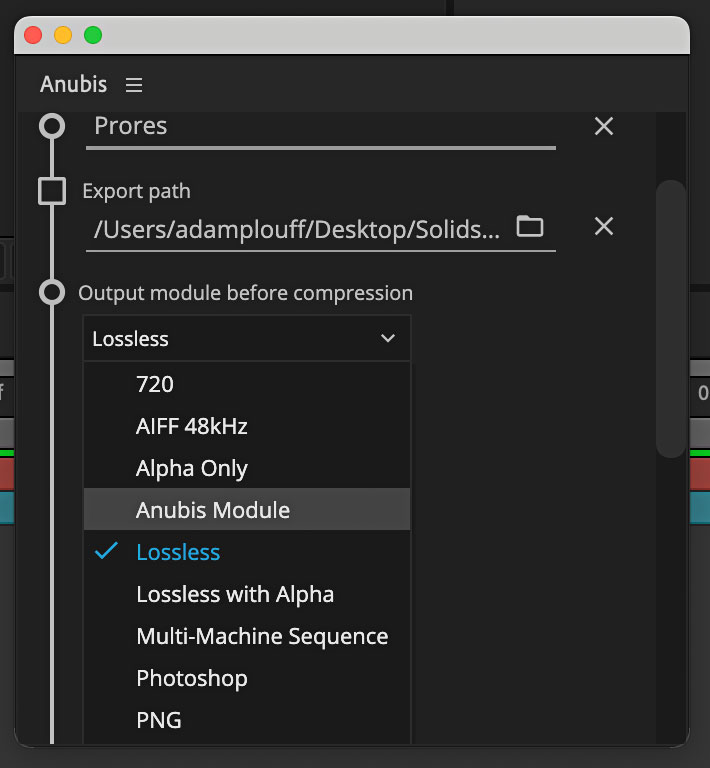 Anubis
Prores
Export path
/Users/adamplouff/Desktop/Solids...
Output module before compression
Lossless
720
AIFF 48kHz
Alpha Only
Anubis Module
Lossless
Lossless with Alpha
Multi-Machine Sequence
Photoshop
PNG